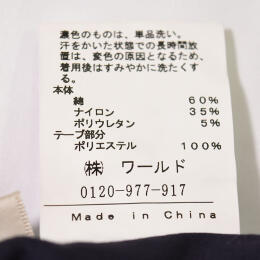 濃色のものは、単品洗い。
汗をかいた状態での長時間放
置は、変色の原因となるため、
着用後はすみやかに洗たくす
る。
本体
綿 60%
ナイロン 35%
ポリウレタン 5%
テープ部分
ポリエステル 100%
㈱ ワールド
0120-977-917
Made in China